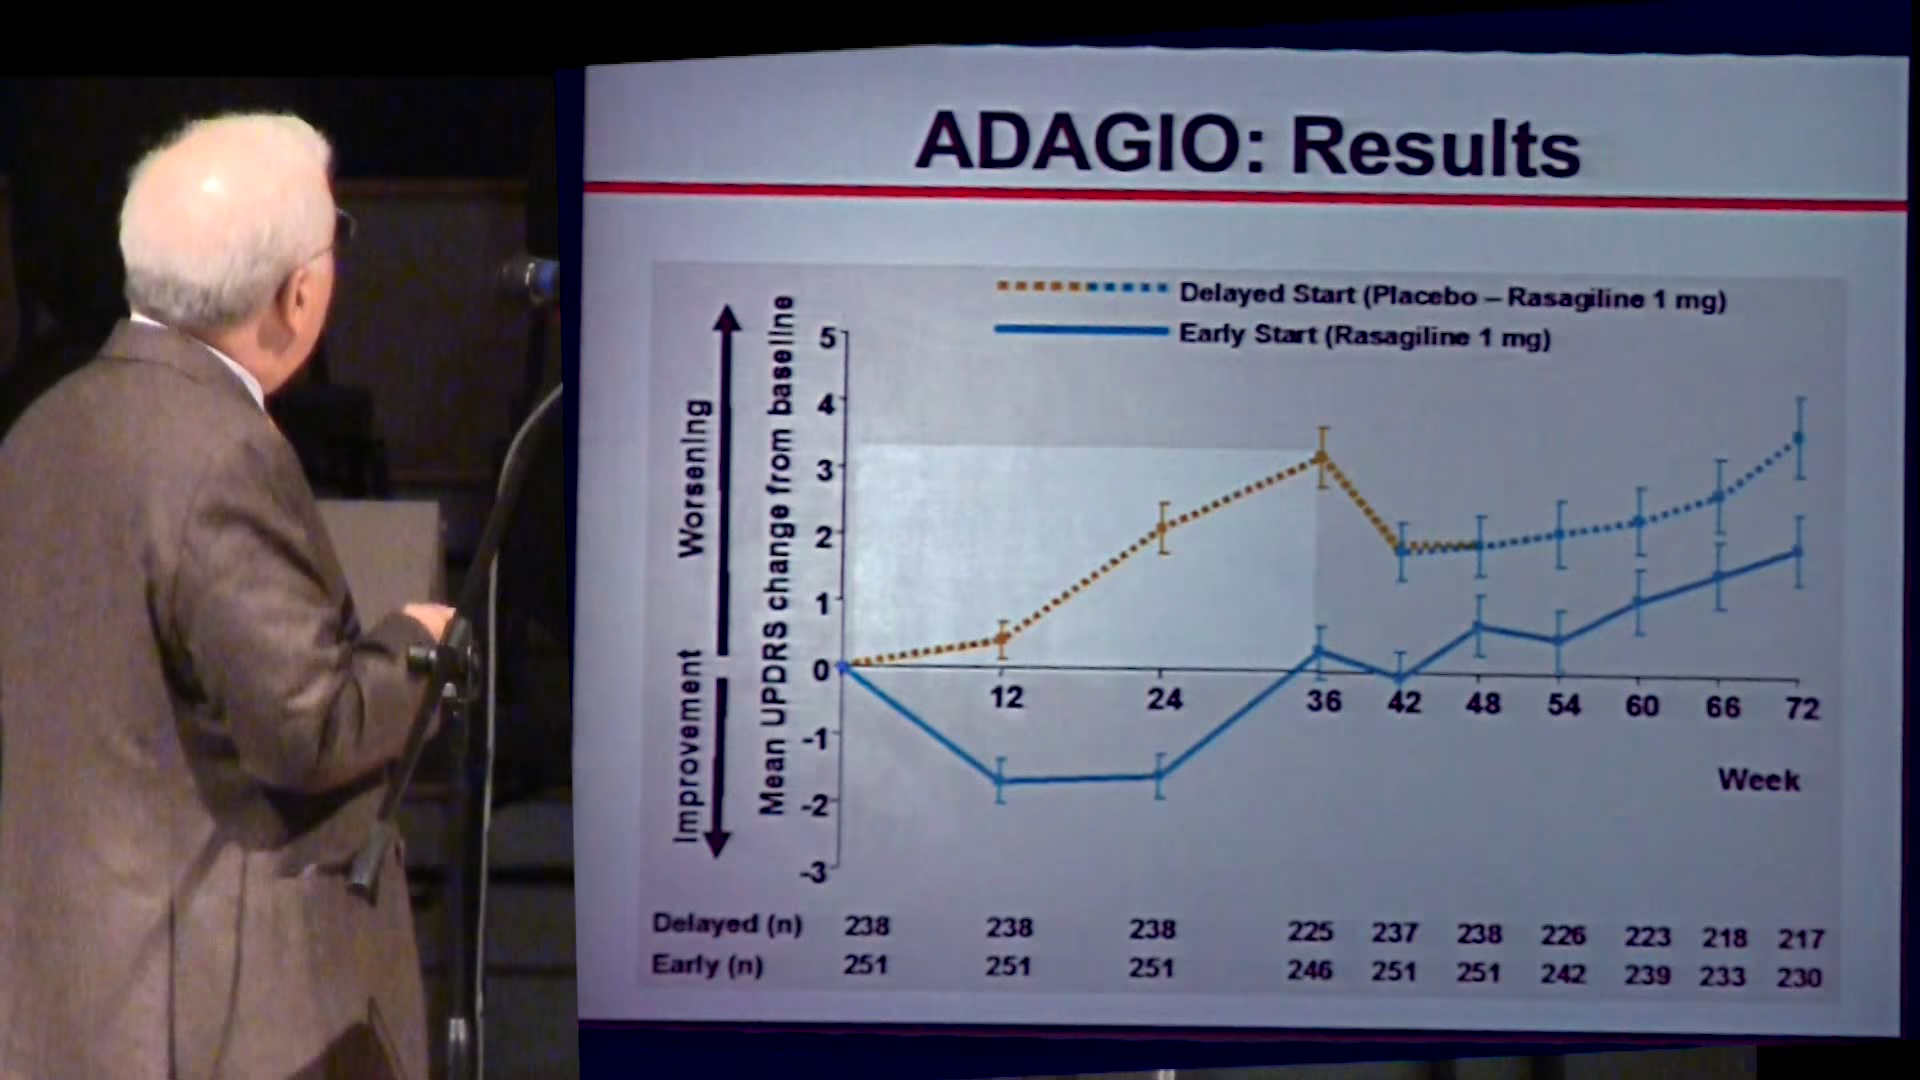 ADAGIO: Results
Delayed Start (Placebo – Rasagiline 1 mg)
Early Start (Rasagiline 1 mg)
Worsening
Improvement
Mean UPDRS change from baseline
5
4
3
2
1
0
-1
-2
-3
12 24 36 42 48 54 60 66 72
Week
Delayed (n) 238 238 238 225 237 238 226 223 218 217
Early (n) 251 251 251 246 251 251 242 239 233 230